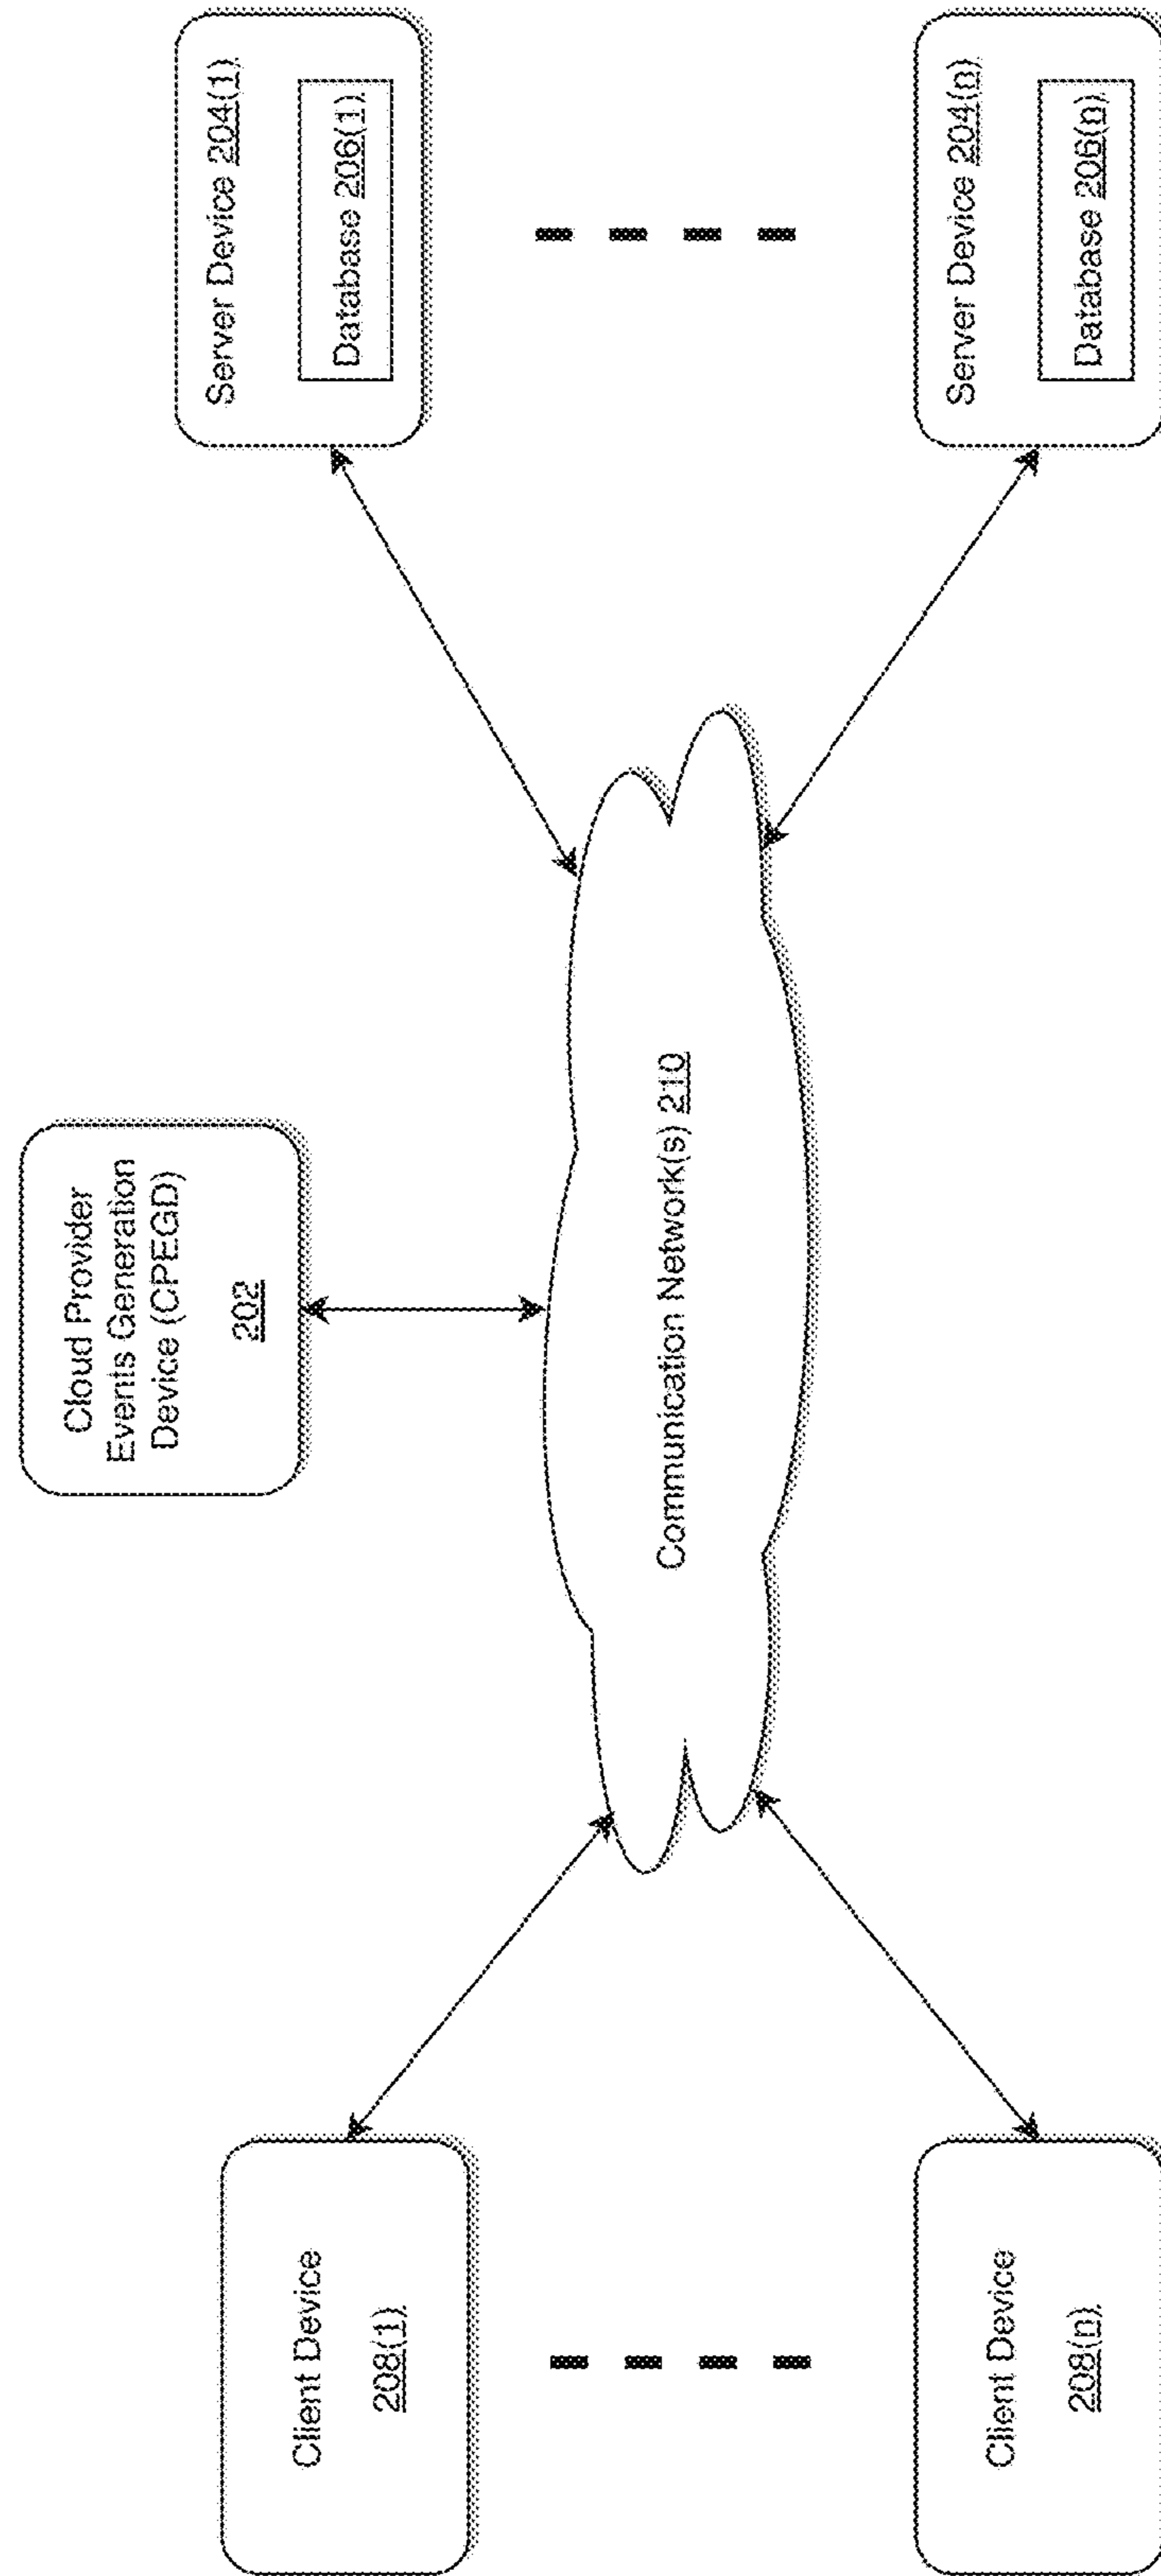 Cloud Provider
Events Generation
Device (CPEGD)
202
Client Device
208(1)
Communication Network(s) 210
Server Device 204(1)
Database 206(1)
Client Device
208(n)
Server Device 204(n)
Database 206(n)